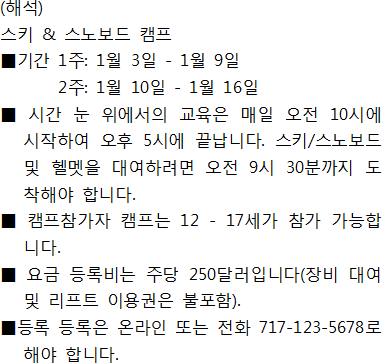 (해석)
스키 & 스노보드 캠프
■기간 1주: 1월 3일 - 1월 9일
2주: 1월 10일 - 1월 16일
■ 시간 눈 위에서의 교육은 매일 오전 10시에
시작하여 오후 5시에 끝납니다. 스키/스노보드
및 헬멧을 대여하려면 오전 9시 30분까지 도
착해야 합니다.
■ 캠프참가자 캠프는 12 - 17세가 참가 가능합
니다.
■ 요금 등록비는 주당 250달러입니다(장비 대여
및 리프트 이용권은 불포함).
■등록 등록은 온라인 또는 전화 717-123-5678로
해야 합니다.